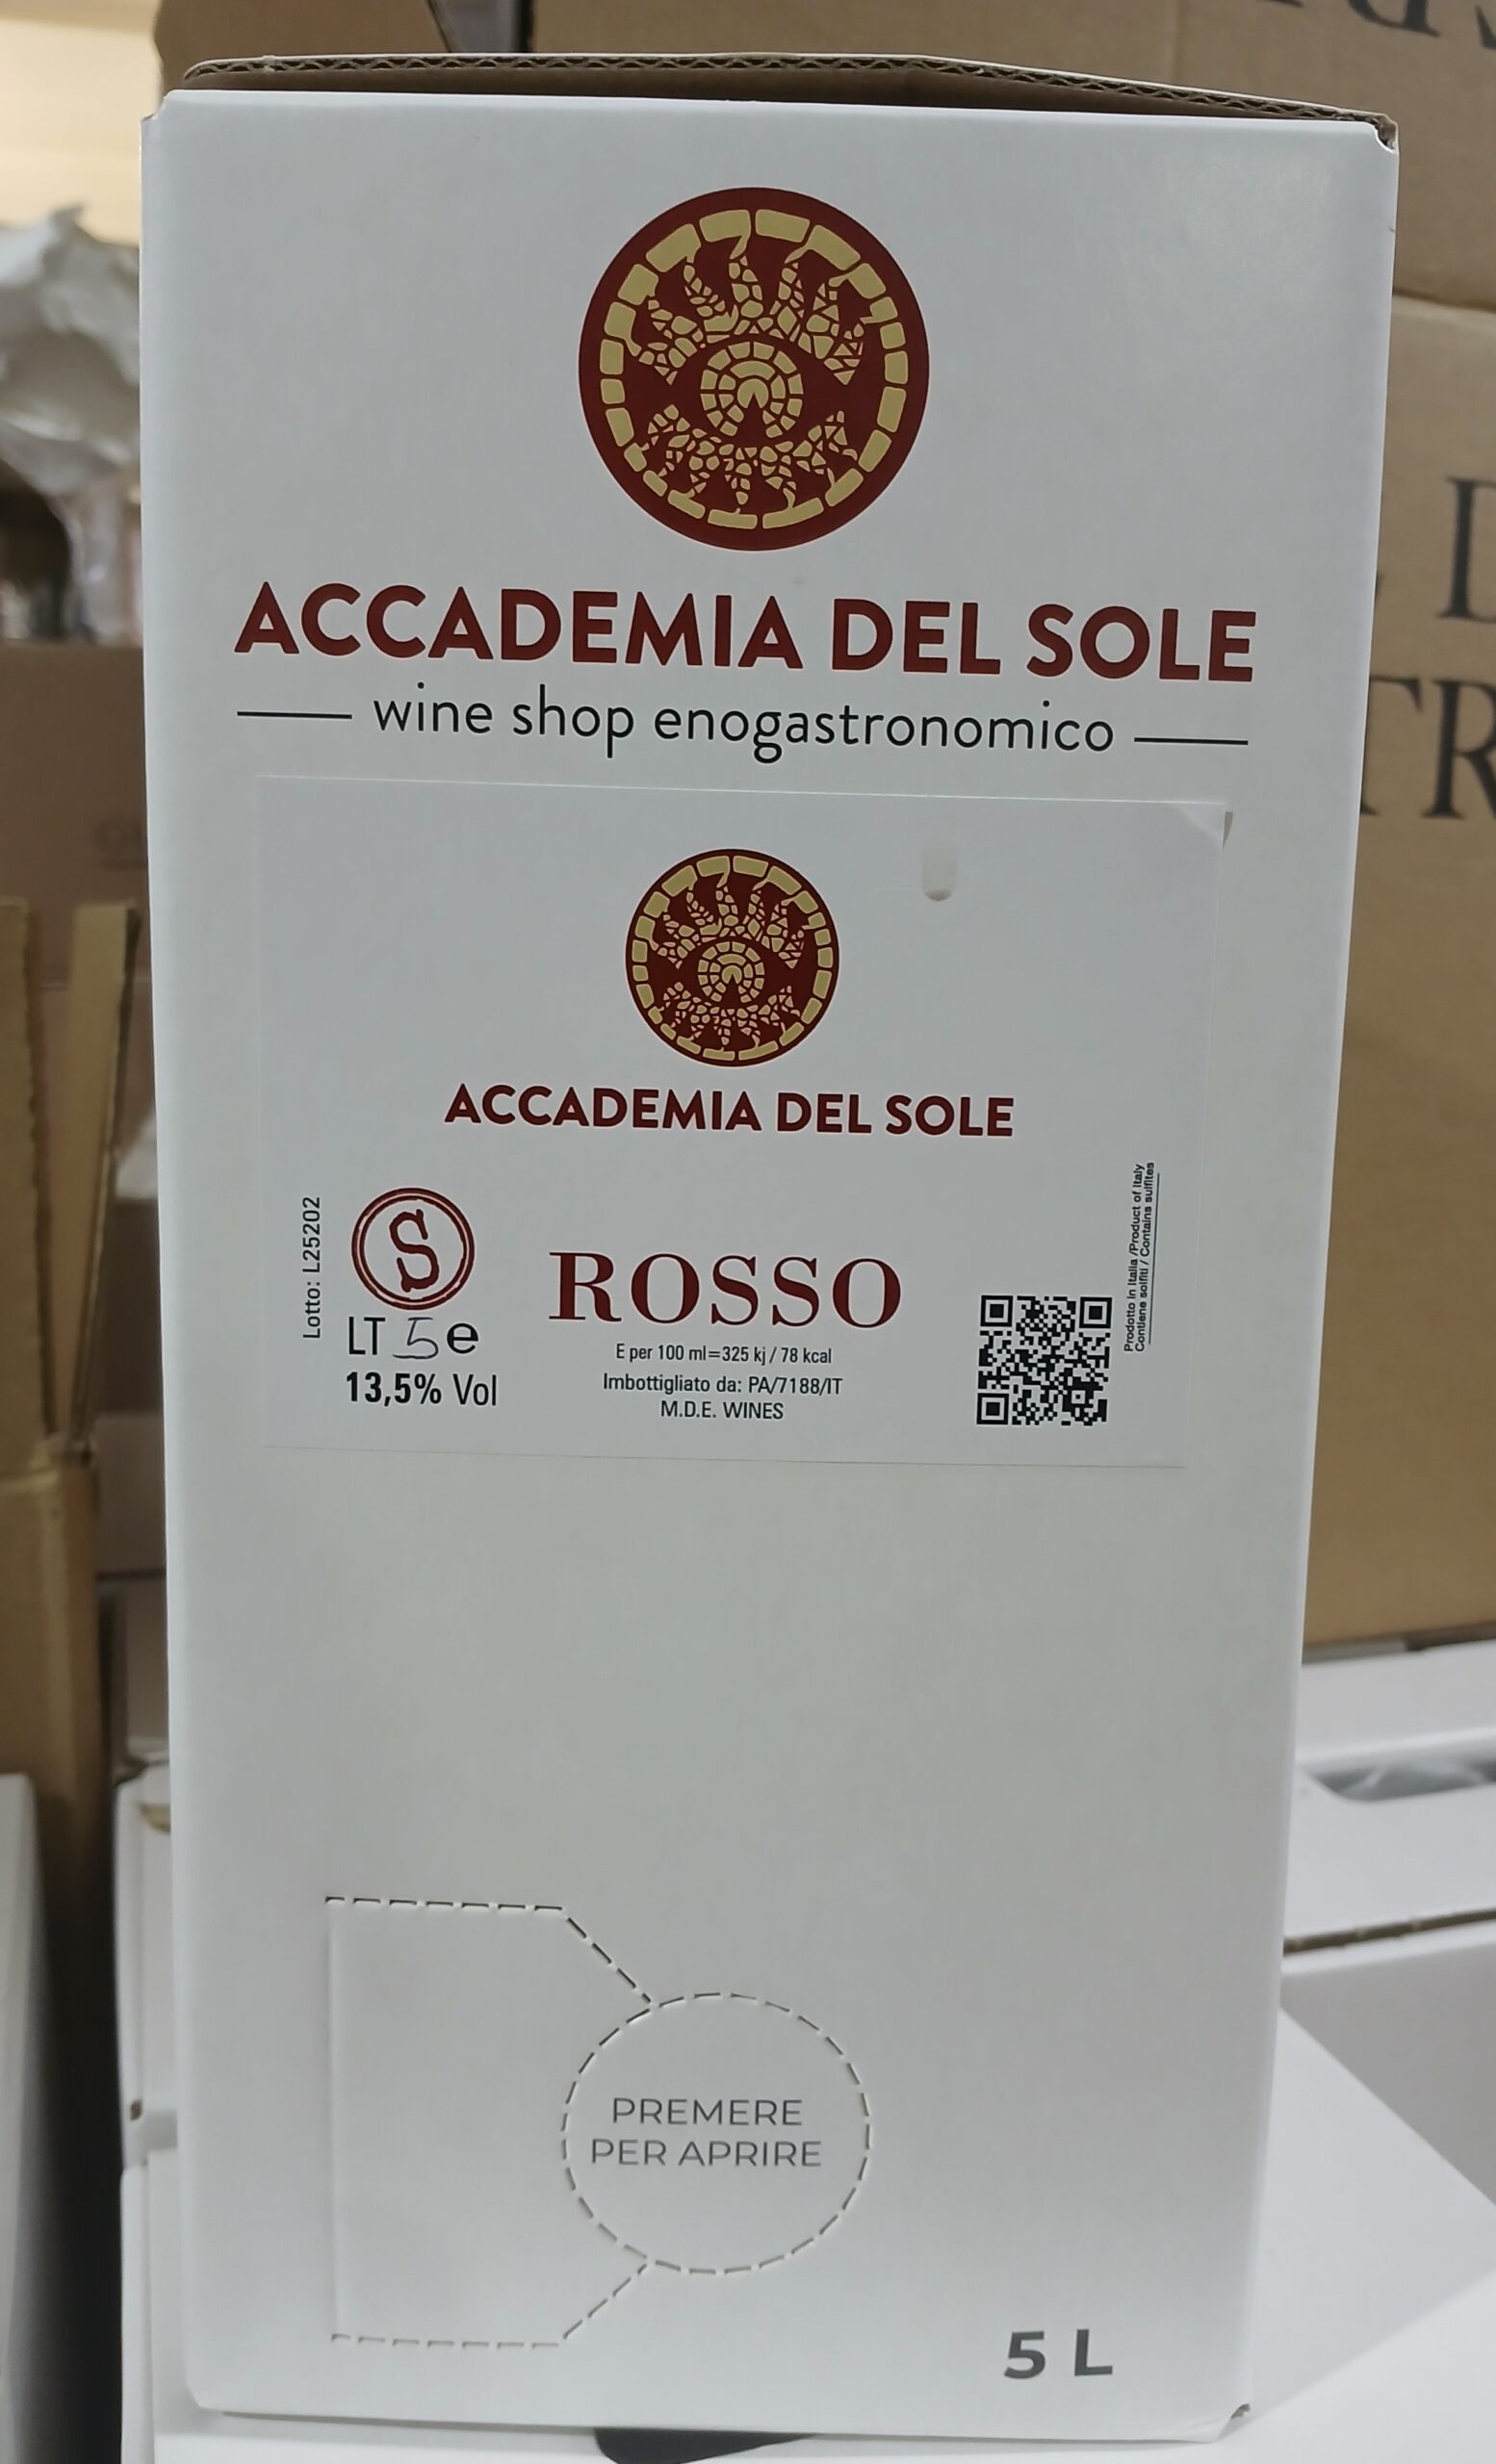 ACCADEMIA DEL SOLE
wine shop enogastronomico
ACCADEMIA DEL SOLE
Lotto: L25202
S
LT 5 e
13,5% Vol
ROSSO
E per 100 ml=325 kj / 78 kcal
Imbottigliato da: PA/7188/IT
M.D.E. WINES
Prodotto in Italia /Product of Italy
Contiene solfiti / Contains sulfites
PREMERE
PER APRIRE
5 L
D
TR